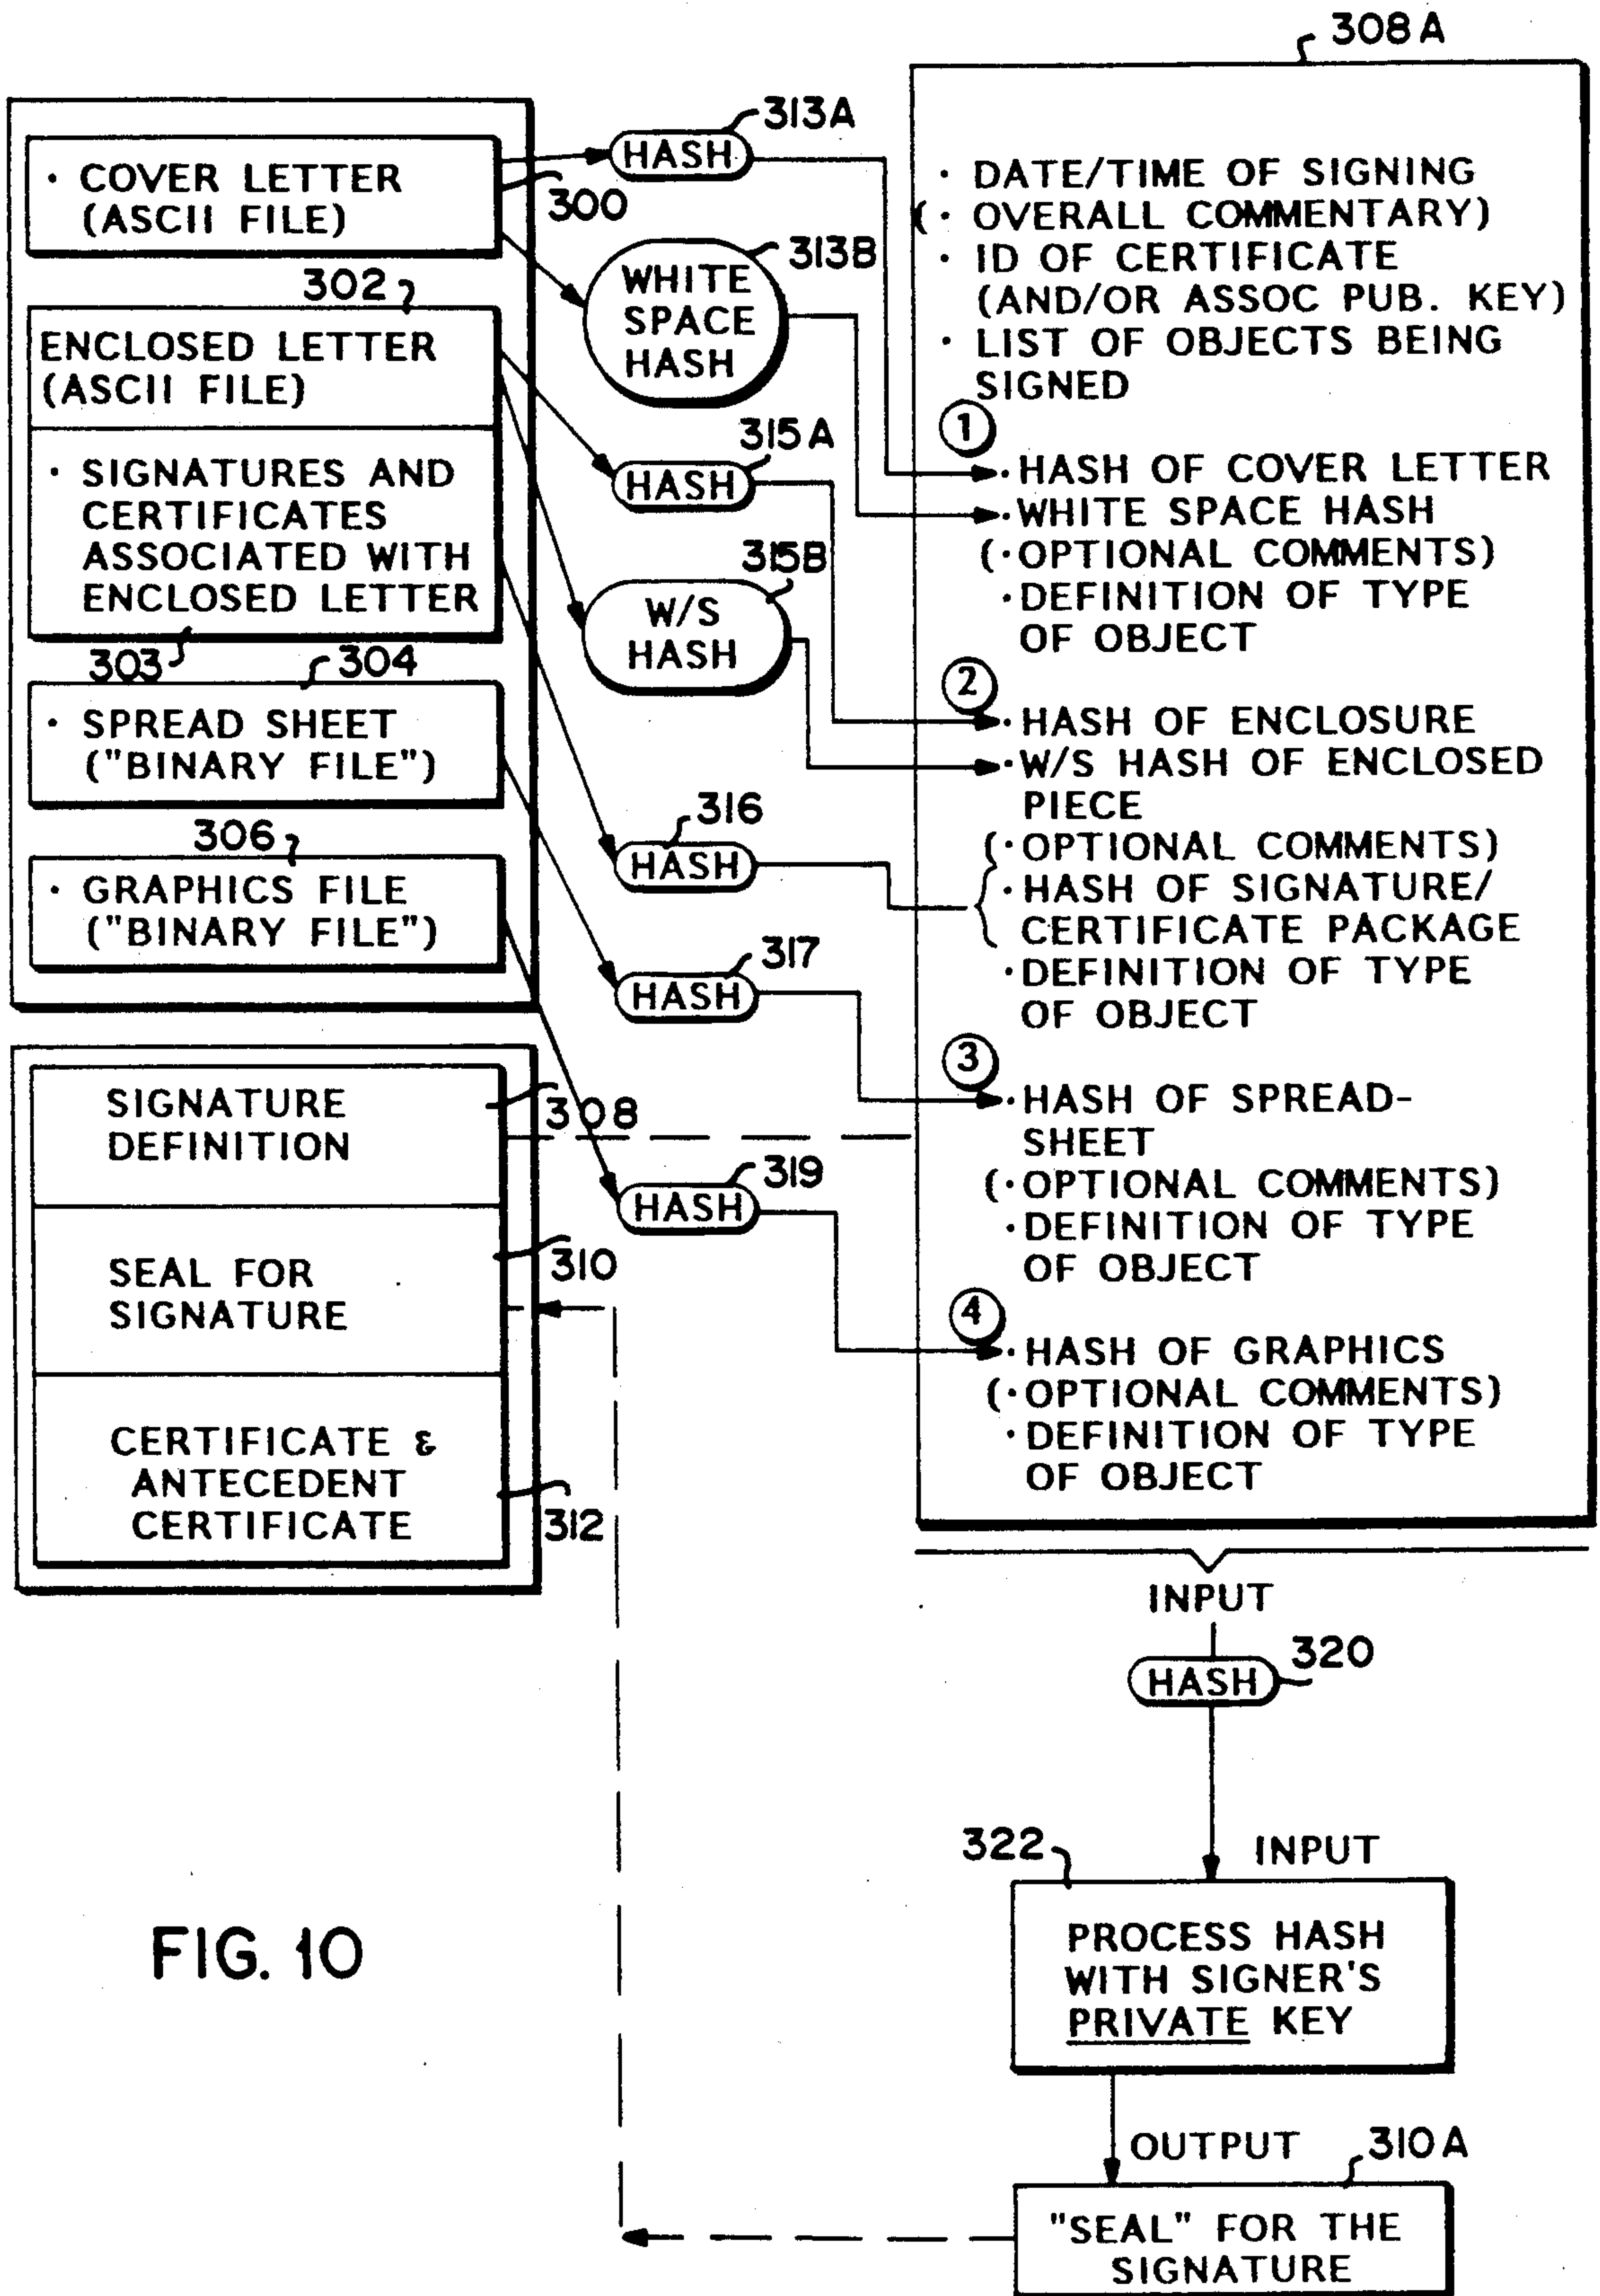 308A
313A
HASH
· COVER LETTER
(ASCII FILE)
300
313B
WHITE
SPACE
HASH
302
ENCLOSED LETTER
(ASCII FILE)
315A
HASH
· SIGNATURES AND
CERTIFICATES
ASSOCIATED WITH
ENCLOSED LETTER
315B
W/S
HASH
303
304
· SPREAD SHEET
("BINARY FILE")
316
HASH
306
· GRAPHICS FILE
("BINARY FILE")
317
HASH
SIGNATURE
DEFINITION
308
319
HASH
SEAL FOR
SIGNATURE
310
CERTIFICATE &
ANTECEDENT
CERTIFICATE
312
· DATE/TIME OF SIGNING
(· OVERALL COMMENTARY)
· ID OF CERTIFICATE
(AND/OR ASSOC PUB. KEY)
· LIST OF OBJECTS BEING
SIGNED
1
· HASH OF COVER LETTER
· WHITE SPACE HASH
(· OPTIONAL COMMENTS)
· DEFINITION OF TYPE
OF OBJECT
2
· HASH OF ENCLOSURE
· W/S HASH OF ENCLOSED
PIECE
(· OPTIONAL COMMENTS)
· HASH OF SIGNATURE/
CERTIFICATE PACKAGE
· DEFINITION OF TYPE
OF OBJECT
3
· HASH OF SPREAD-
SHEET
(· OPTIONAL COMMENTS)
· DEFINITION OF TYPE
OF OBJECT
4
· HASH OF GRAPHICS
(· OPTIONAL COMMENTS)
· DEFINITION OF TYPE
OF OBJECT
INPUT
HASH
320
322
INPUT
PROCESS HASH
WITH SIGNER'S
PRIVATE KEY
OUTPUT
310A
"SEAL" FOR THE
SIGNATURE
FIG. 10